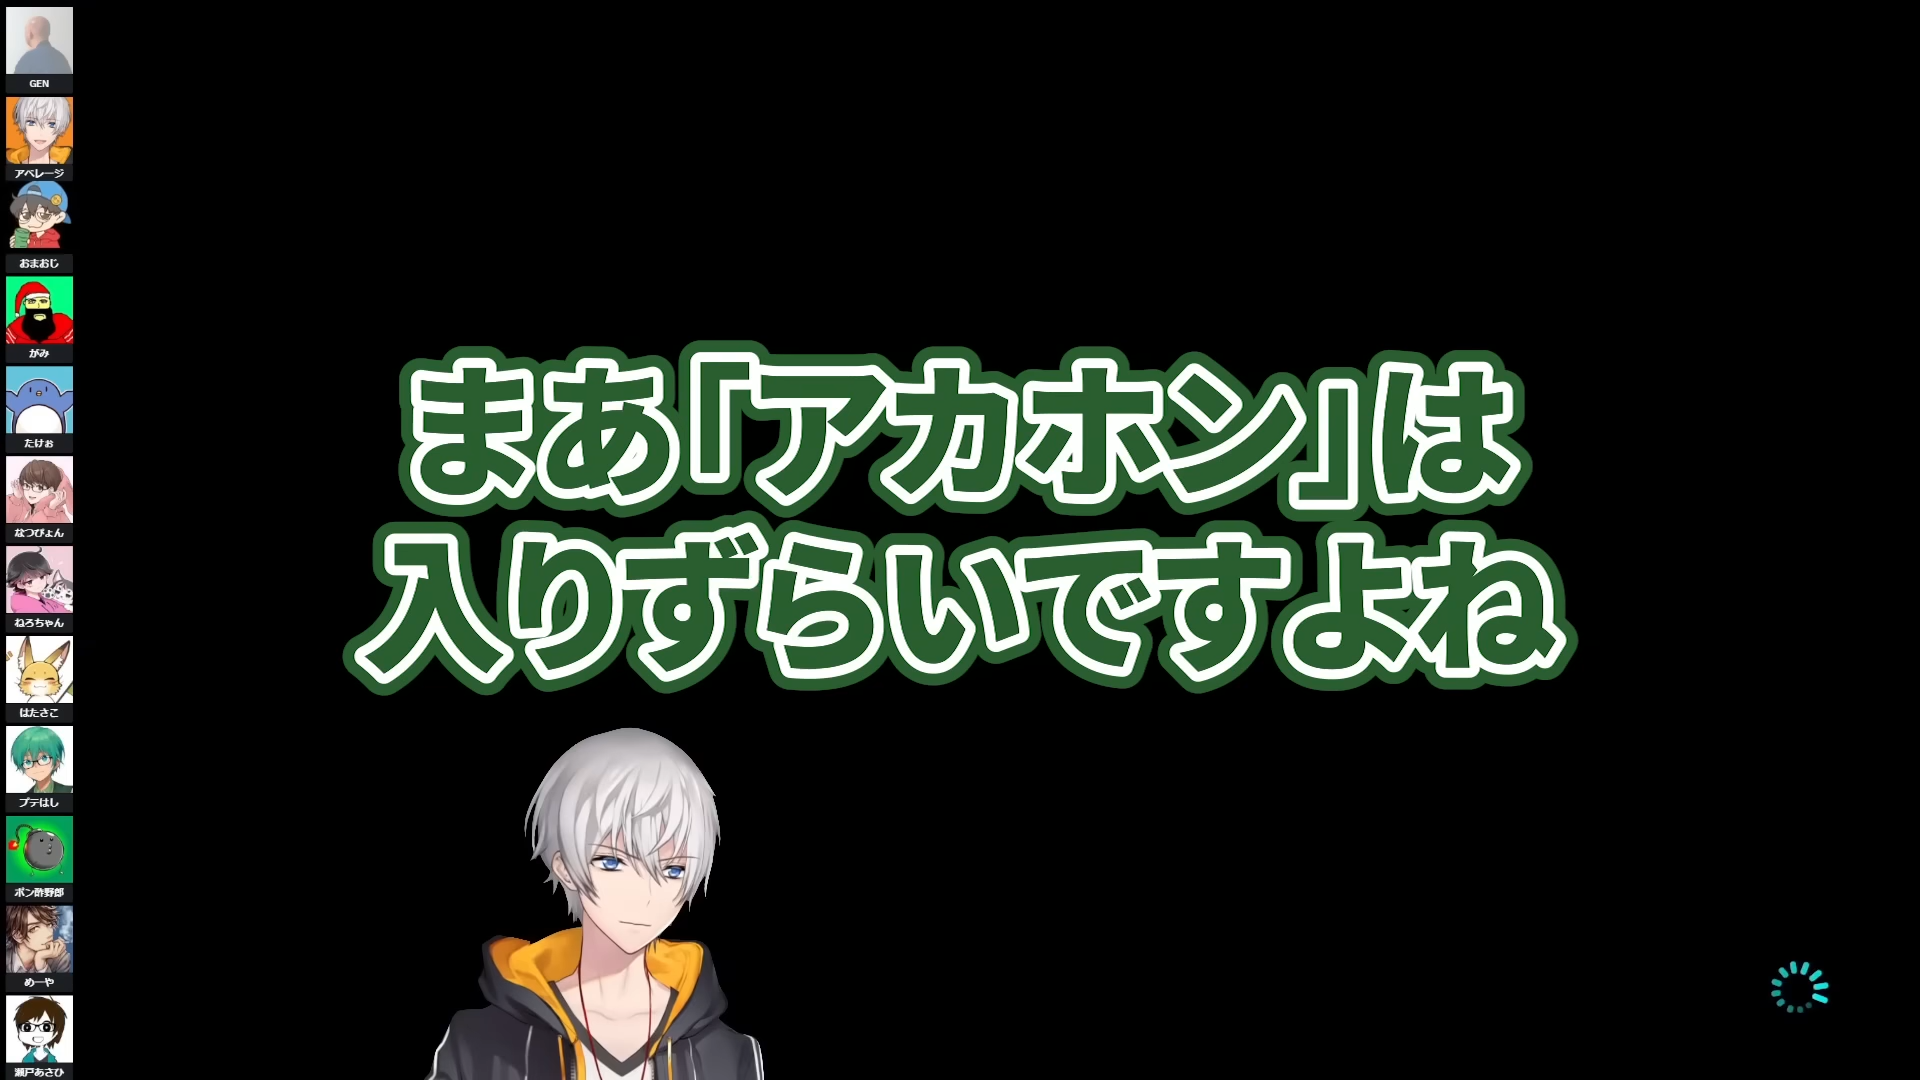 GEN
アベレージ
おまおじ
がみ
たけぉ
なつぴょん
ねろちゃん
はたさこ
プテはし
ボン酢野郎
めーや
瀬戸あさひ
まあ「アカホン」は
入りずらいですよね